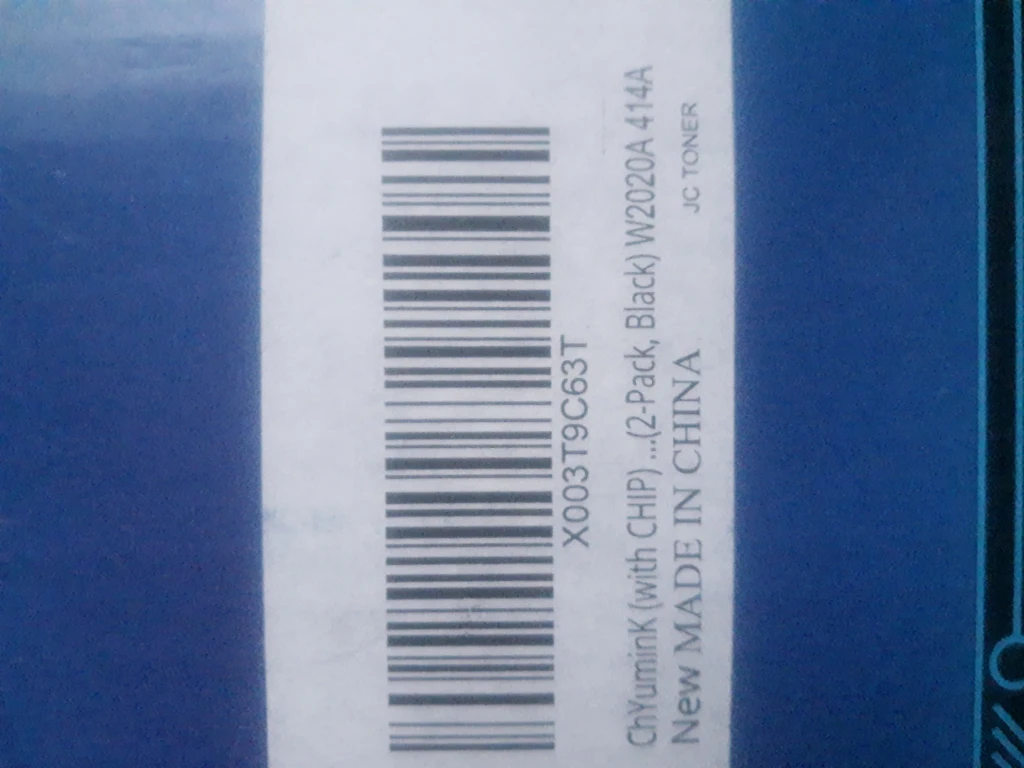 X003T9C63T
ChYuminK (with CHIP) ...(2-Pack, Black) W2020A 414A
New MADE IN CHINA
JC TONER